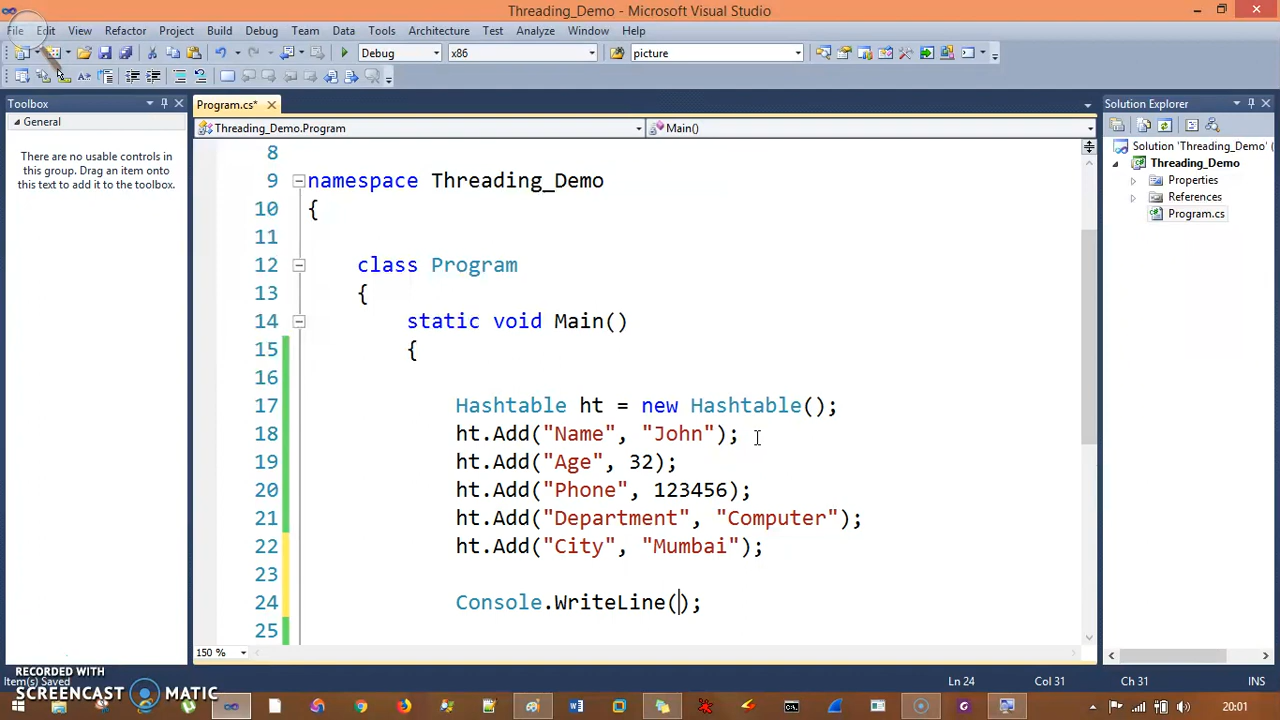 Threading_Demo - Microsoft Visual Studio
File Edit View Refactor Project Build Debug Team Data Tools Architecture Test Analyze Window Help
Debug x86 picture
Toolbox
General
There are no usable controls in
this group. Drag an item onto
this text to add it to the toolbox.
Program.cs*
Threading_Demo.Program Main()
8
9 namespace Threading_Demo
10 {
11
12 class Program
13 {
14 static void Main()
15 {
16
17 Hashtable ht = new Hashtable();
18 ht.Add("Name", "John");
19 ht.Add("Age", 32);
20 ht.Add("Phone", 123456);
21 ht.Add("Department", "Computer");
22 ht.Add("City", "Mumbai");
23
24 Console.WriteLine();
25
150 %
Solution Explorer
Solution 'Threading_Demo' (
Threading_Demo
Properties
References
Program.cs
Item(s) Saved Ln 24 Col 31 Ch 31 INS
RECORDED WITH
SCREENCAST MATIC
20:01